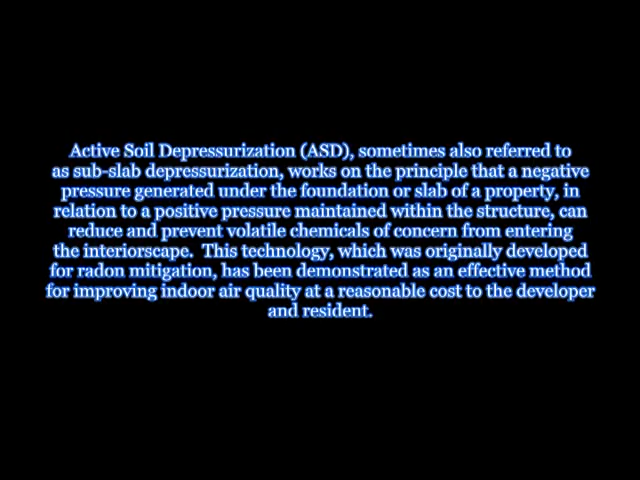 Active Soil Depressurization (ASD), sometimes also referred to
as sub-slab depressurization, works on the principle that a negative
pressure generated under the foundation or slab of a property, in
relation to a positive pressure maintained within the structure, can
reduce and prevent volatile chemicals of concern from entering
the interiorscape.  This technology, which was originally developed
for radon mitigation, has been demonstrated as an effective method
for improving indoor air quality at a reasonable cost to the developer
and resident.